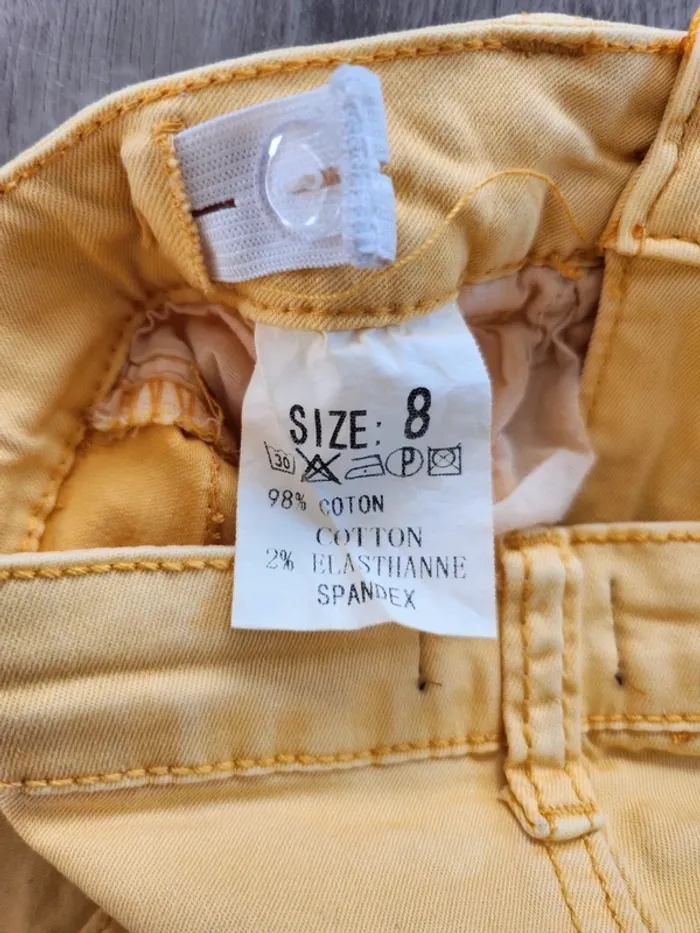 SIZE: 8
30 P
98% COTON
COTTON
2% ELASTHANNE
SPANDEX